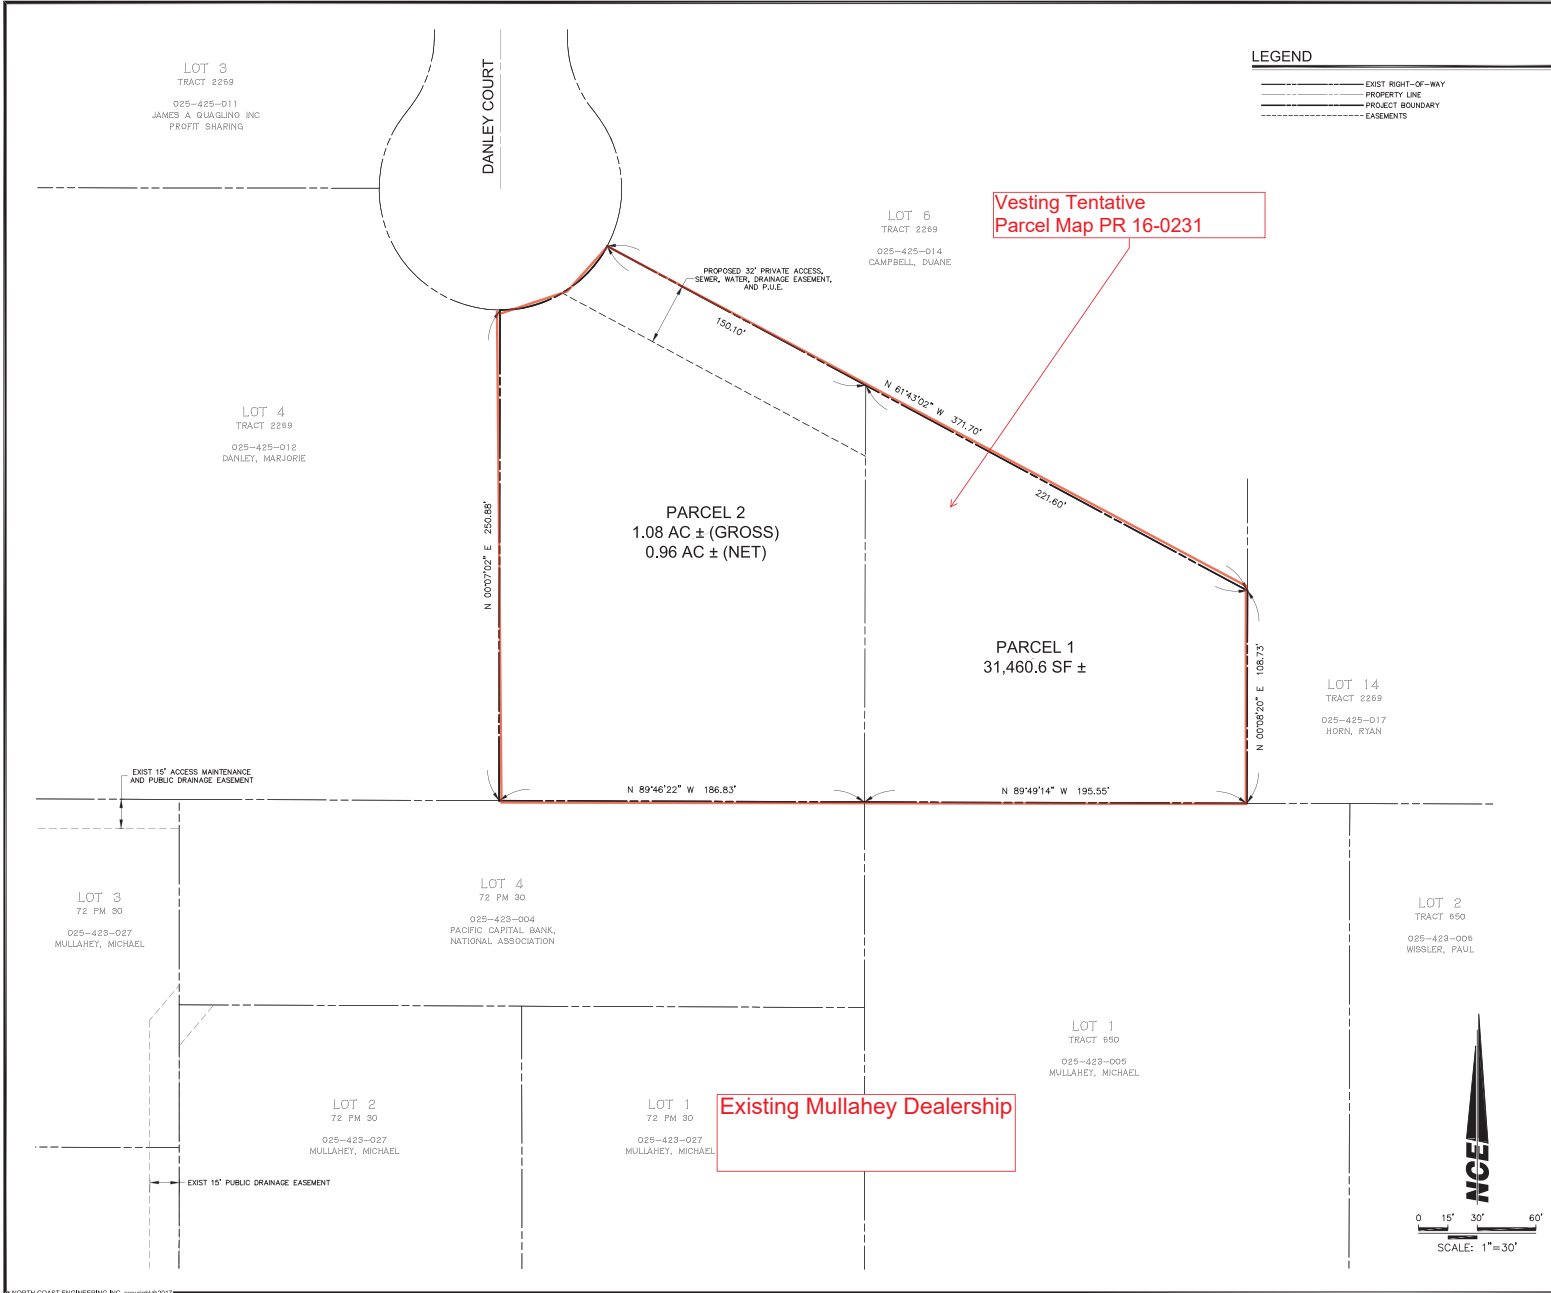 LOT 3
TRACT 2269
025-425-011
JAMES A QUAGLINO INC
PROFIT SHARING
DANLEY COURT
LEGEND
EXIST RIGHT-OF-WAY
PROPERTY LINE
PROJECT BOUNDARY
EASEMENTS
Vesting Tentative
Parcel Map PR 16-0231
LOT 6
TRACT 2269
025-425-014
CAMPBELL, DUANE
PROPOSED 32' PRIVATE ACCESS,
SEWER, WATER, DRAINAGE EASEMENT,
AND P.U.E.
150.10'
N 61°43'02" W 371.70'
221.60'
LOT 4
TRACT 2269
025-425-012
DANLEY, MARJORIE
N 00°07'02" E 250.88'
PARCEL 2
1.08 AC ± (GROSS)
0.96 AC ± (NET)
PARCEL 1
31,460.6 SF ±
N 00°08'20" E 108.73'
LOT 14
TRACT 2269
025-425-017
HORN, RYAN
EXIST 15' ACCESS MAINTENANCE
AND PUBLIC DRAINAGE EASEMENT
N 89°46'22" W 186.83'
N 89°49'14" W 195.55'
LOT 3
72 PM 30
025-423-027
MULLAHEY, MICHAEL
LOT 4
72 PM 30
025-423-004
PACIFIC CAPITAL BANK,
NATIONAL ASSOCIATION
LOT 2
TRACT 650
025-423-006
WISSLER, PAUL
LOT 1
TRACT 650
025-423-005
MULLAHEY, MICHAEL
LOT 2
72 PM 30
025-423-027
MULLAHEY, MICHAEL
LOT 1
72 PM 30
025-423-027
MULLAHEY, MICHAEL
Existing Mullahey Dealership
EXIST 15' PUBLIC DRAINAGE EASEMENT
NCE
0 15' 30' 60'
SCALE: 1"=30'
NORTH COAST ENGINEERING INC. copyright © 2017